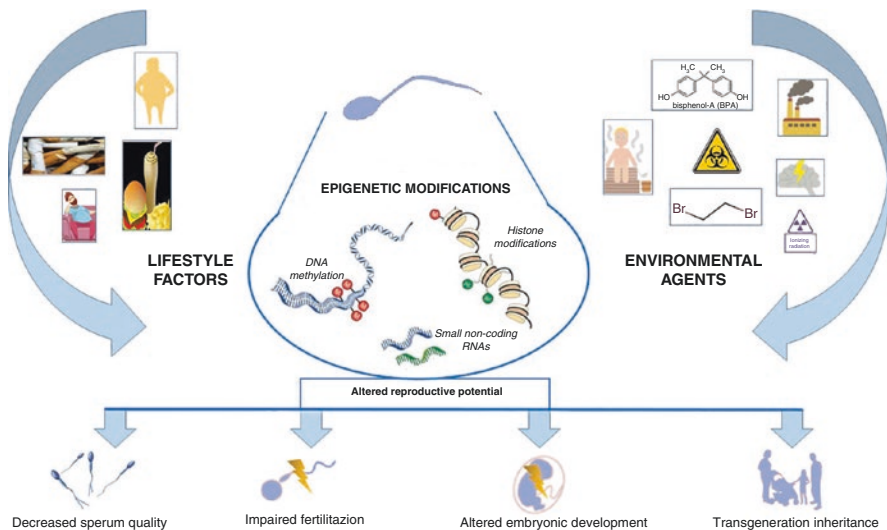 H₃C CH₃
HO OH
bisphenol-A (BPA)
EPIGENETIC MODIFICATIONS
Br Br
Histone
modifications
Ionizing
radiation
DNA
methylation
LIFESTYLE
FACTORS
ENVIRONMENTAL
AGENTS
Small non-coding
RNAs
Altered reproductive potential
Decreased sperum quality
Impaired fertilitazion
Altered embryonic development
Transgeneration inheritance